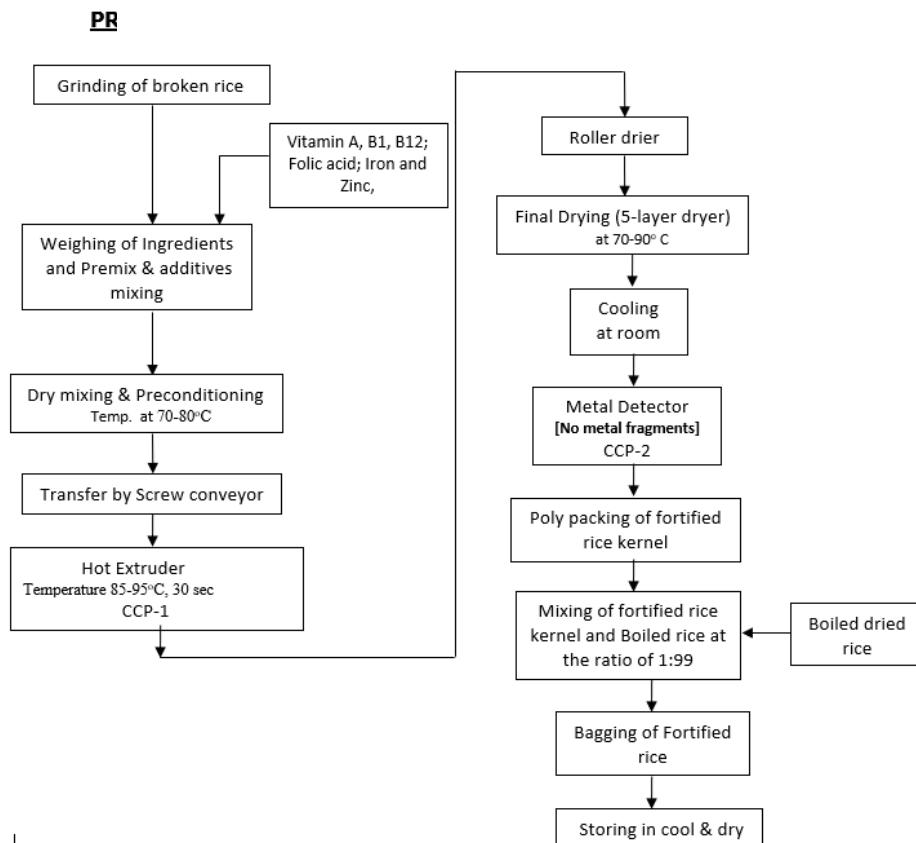 PR
Grinding of broken rice
Vitamin A, B1, B12;
Folic acid; Iron and
Zinc,
Weighing of Ingredients
and Premix & additives
mixing
Dry mixing & Preconditioning
Temp. at 70-80°C
Transfer by Screw conveyor
Hot Extruder
Temperature 85-95°C, 30 sec
CCP-1
Roller drier
Final Drying (5-layer dryer)
at 70-90° C
Cooling
at room
Metal Detector
[No metal fragments]
CCP-2
Poly packing of fortified
rice kernel
Mixing of fortified rice
kernel and Boiled rice at
the ratio of 1:99
Boiled dried
rice
Bagging of Fortified
rice
Storing in cool & dry